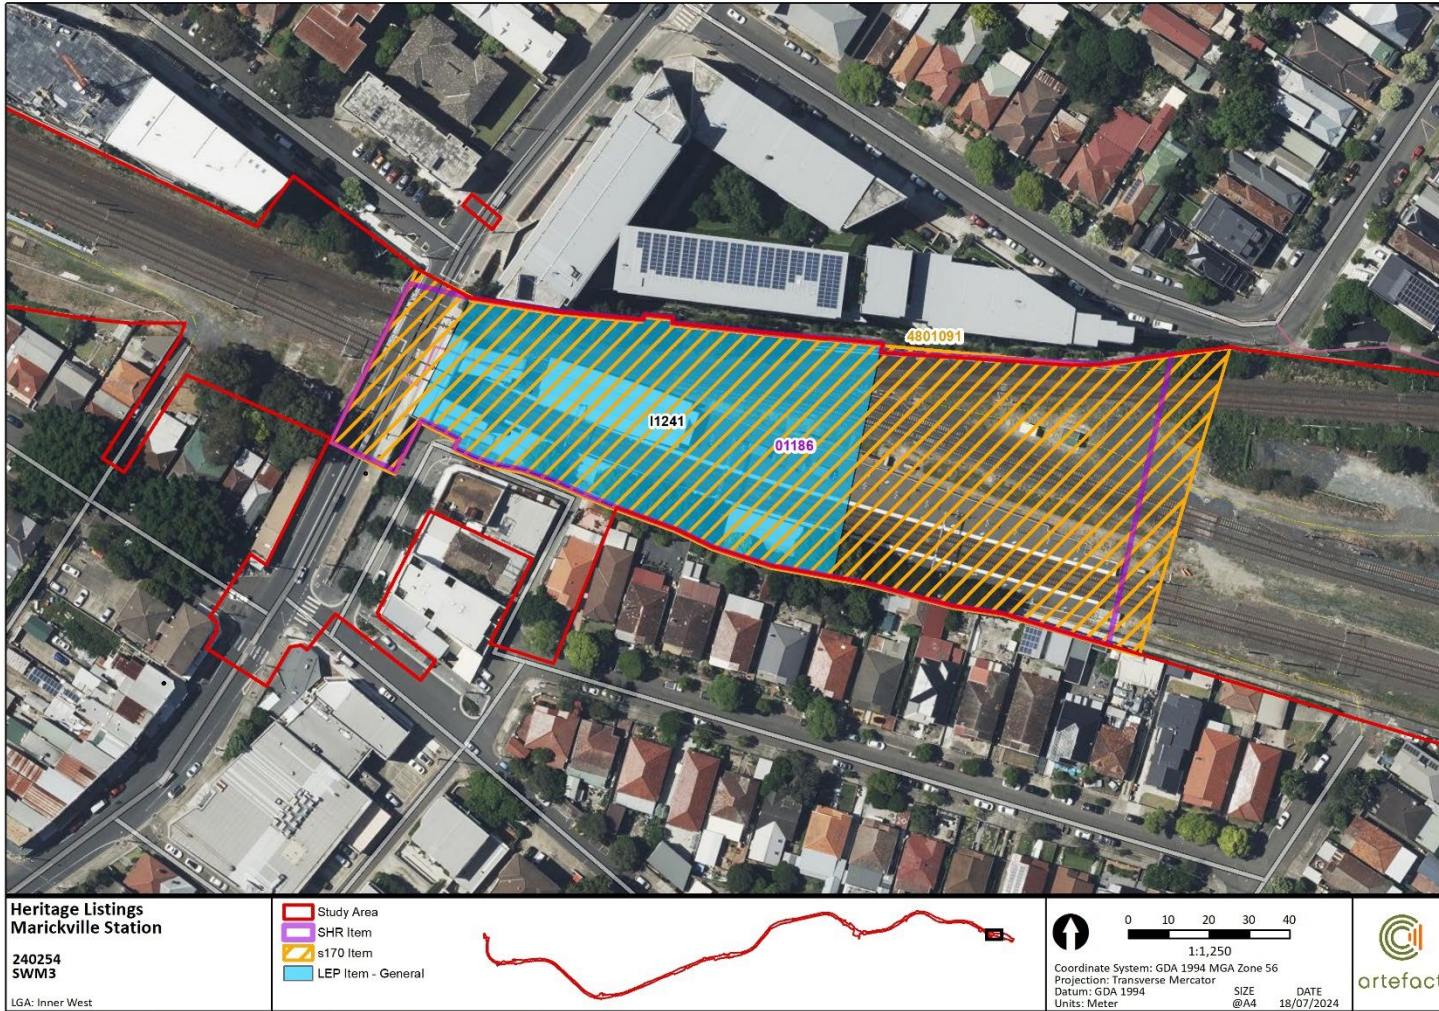 4801091
I1241
01186
Heritage Listings
Marickville Station
240254
SWM3
LGA: Inner West
Study Area
SHR Item
s170 Item
LEP Item - General
0 10 20 30 40
1:1,250
Coordinate System: GDA 1994 MGA Zone 56
Projection: Transverse Mercator
Datum: GDA 1994
Units: Meter
SIZE
@A4
DATE
18/07/2024
artefact